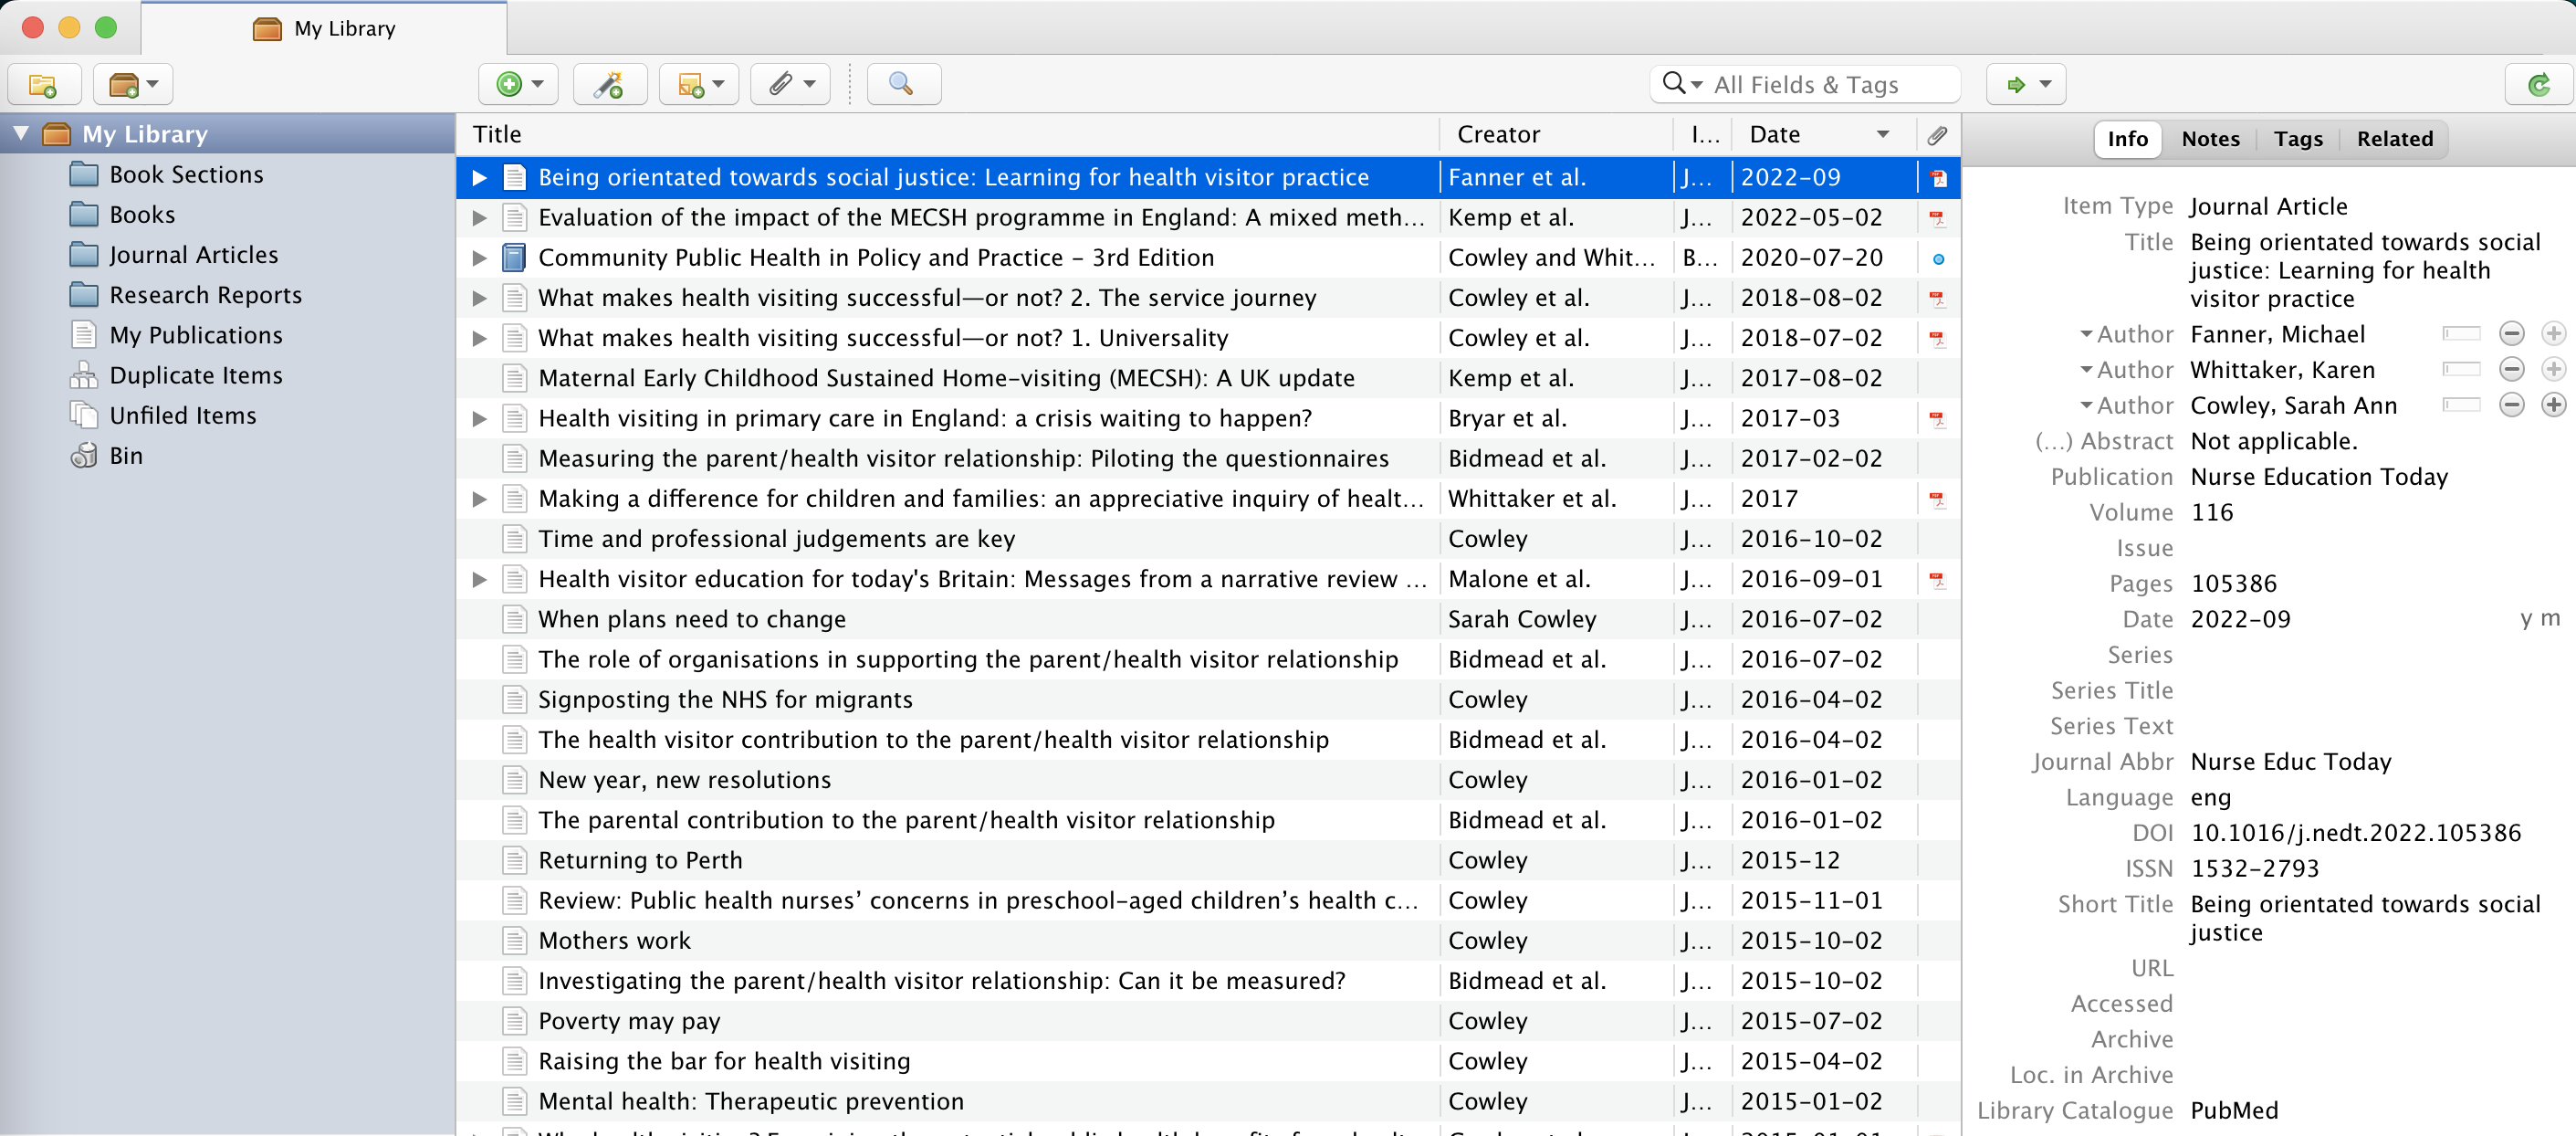 My Library
All Fields & Tags
My Library
Book Sections
Books
Journal Articles
Research Reports
My Publications
Duplicate Items
Unfiled Items
Bin
Title Creator I... Date
Being orientated towards social justice: Learning for health visitor practice Fanner et al. J... 2022-09
Evaluation of the impact of the MECSH programme in England: A mixed meth... Kemp et al. J... 2022-05-02
Community Public Health in Policy and Practice - 3rd Edition Cowley and Whit... B... 2020-07-20
What makes health visiting successful—or not? 2. The service journey Cowley et al. J... 2018-08-02
What makes health visiting successful—or not? 1. Universality Cowley et al. J... 2018-07-02
Maternal Early Childhood Sustained Home-visiting (MECSH): A UK update Kemp et al. J... 2017-08-02
Health visiting in primary care in England: a crisis waiting to happen? Bryar et al. J... 2017-03
Measuring the parent/health visitor relationship: Piloting the questionnaires Bidmead et al. J... 2017-02-02
Making a difference for children and families: an appreciative inquiry of healt... Whittaker et al. J... 2017
Time and professional judgements are key Cowley J... 2016-10-02
Health visitor education for today's Britain: Messages from a narrative review ... Malone et al. J... 2016-09-01
When plans need to change Sarah Cowley J... 2016-07-02
The role of organisations in supporting the parent/health visitor relationship Bidmead et al. J... 2016-07-02
Signposting the NHS for migrants Cowley J... 2016-04-02
The health visitor contribution to the parent/health visitor relationship Bidmead et al. J... 2016-04-02
New year, new resolutions Cowley J... 2016-01-02
The parental contribution to the parent/health visitor relationship Bidmead et al. J... 2016-01-02
Returning to Perth Cowley J... 2015-12
Review: Public health nurses’ concerns in preschool-aged children’s health c... Cowley J... 2015-11-01
Mothers work Cowley J... 2015-10-02
Investigating the parent/health visitor relationship: Can it be measured? Bidmead et al. J... 2015-10-02
Poverty may pay Cowley J... 2015-07-02
Raising the bar for health visiting Cowley J... 2015-04-02
Mental health: Therapeutic prevention Cowley J... 2015-01-02
Info Notes Tags Related
Item Type Journal Article
Title Being orientated towards social
justice: Learning for health
visitor practice
Author Fanner, Michael
Author Whittaker, Karen
Author Cowley, Sarah Ann
(...) Abstract Not applicable.
Publication Nurse Education Today
Volume 116
Issue
Pages 105386
Date 2022-09 y m
Series
Series Title
Series Text
Journal Abbr Nurse Educ Today
Language eng
DOI 10.1016/j.nedt.2022.105386
ISSN 1532-2793
Short Title Being orientated towards social
justice
URL
Accessed
Archive
Loc. in Archive
Library Catalogue PubMed